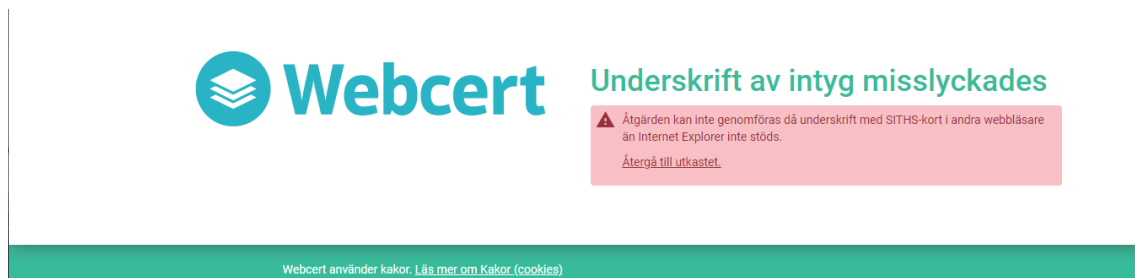 Webcert
Underskrift av intyg misslyckades
Åtgärden kan inte genomföras då underskrift med SITHS-kort i andra webbläsare
än Internet Explorer inte stöds.
Återgå till utkastet.
Webcert använder kakor. Läs mer om Kakor (cookies)